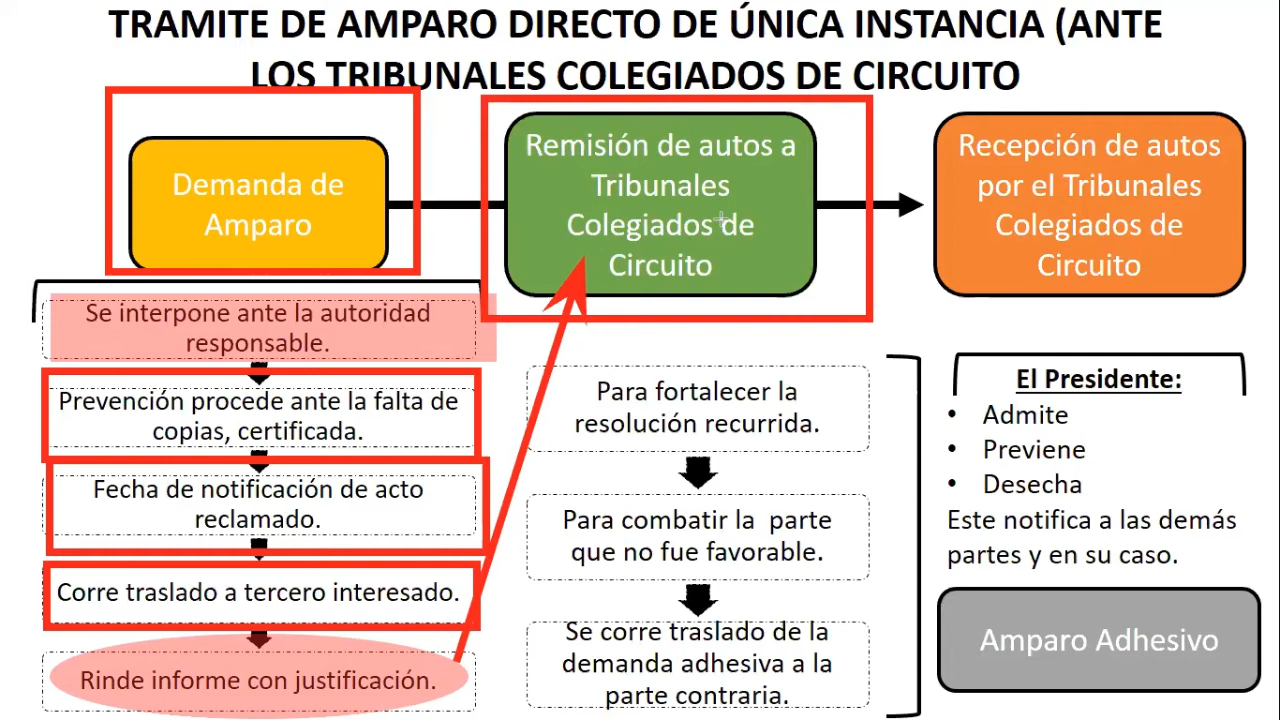 TRAMITE DE AMPARO DIRECTO DE ÚNICA INSTANCIA (ANTE
LOS TRIBUNALES COLEGIADOS DE CIRCUITO
Demanda de
Amparo
Remisión de autos a
Tribunales
Colegiados de
Circuito
Recepción de autos
por el Tribunales
Colegiados de
Circuito
Se interpone ante la autoridad
responsable.
Prevención procede ante la falta de
copias, certificada.
Fecha de notificación de acto
reclamado.
Corre traslado a tercero interesado.
Rinde informe con justificación.
Para fortalecer la
resolución recurrida.
Para combatir la  parte
que no fue favorable.
Se corre traslado de la
demanda adhesiva a la
parte contraria.
El Presidente:
• Admite
• Previene
• Desecha
Este notifica a las demás
partes y en su caso.
Amparo Adhesivo